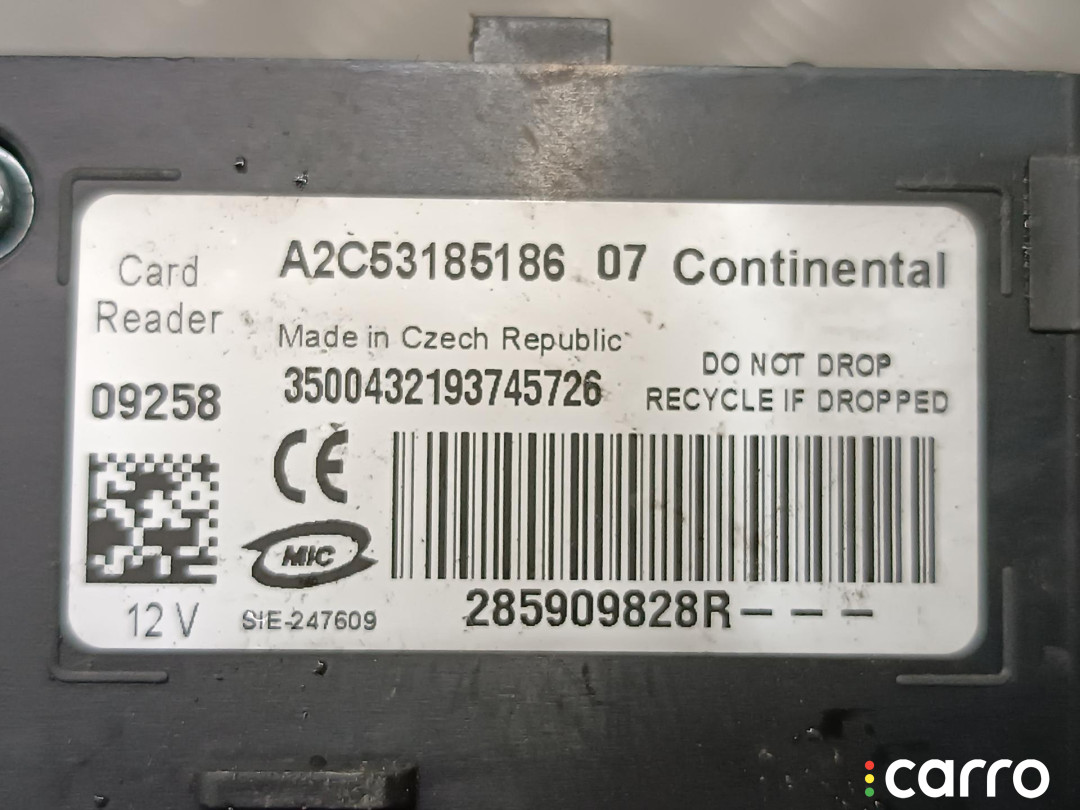 Card
Reader
A2C53185186 07 Continental
Made in Czech Republic
3500432193745726
DO NOT DROP
RECYCLE IF DROPPED
09258
CE
MIC
12 V
SIE-247609
285909828R---
carro